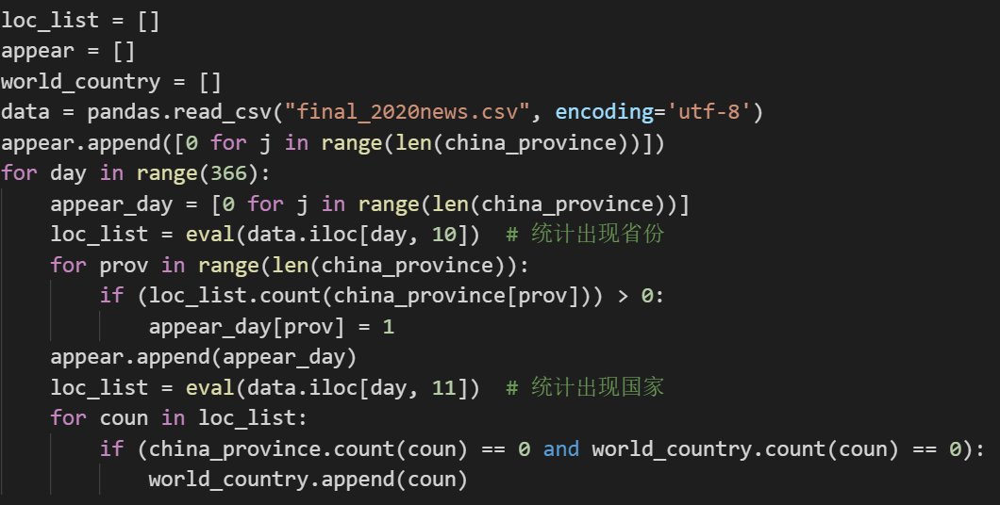 loc_list = []
appear = []
world_country = []
data = pandas.read_csv("final_2020news.csv", encoding='utf-8')
appear.append([0 for j in range(len(china_province))])
for day in range(366):
    appear_day = [0 for j in range(len(china_province))]
    loc_list = eval(data.iloc[day, 10])  # 统计出现省份
    for prov in range(len(china_province)):
        if (loc_list.count(china_province[prov])) > 0:
            appear_day[prov] = 1
    appear.append(appear_day)
    loc_list = eval(data.iloc[day, 11])  # 统计出现国家
    for coun in loc_list:
        if (china_province.count(coun) == 0 and world_country.count(coun) == 0):
            world_country.append(coun)